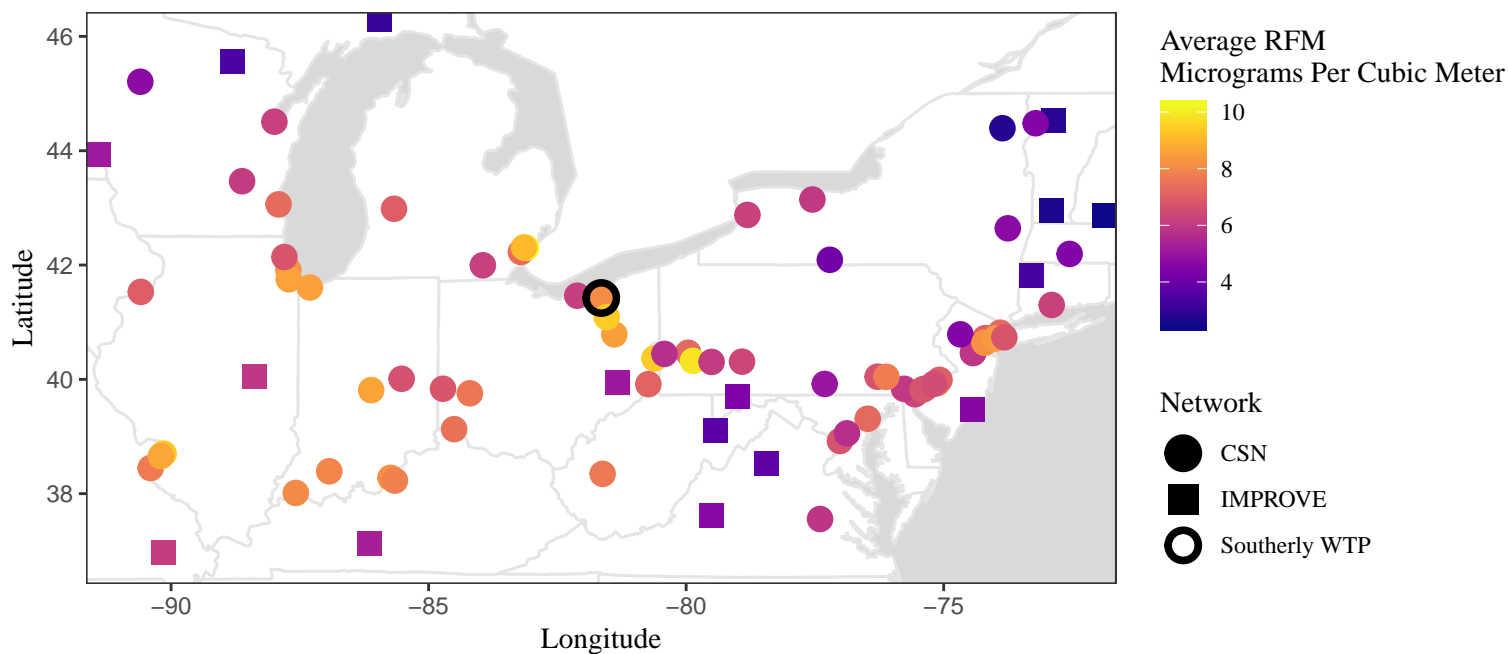 46
44
42
40
38
Latitude
−90
−85
−80
−75
Longitude
Average RFM
Micrograms Per Cubic Meter
10
8
6
4
Network
CSN
IMPROVE
Southerly WTP